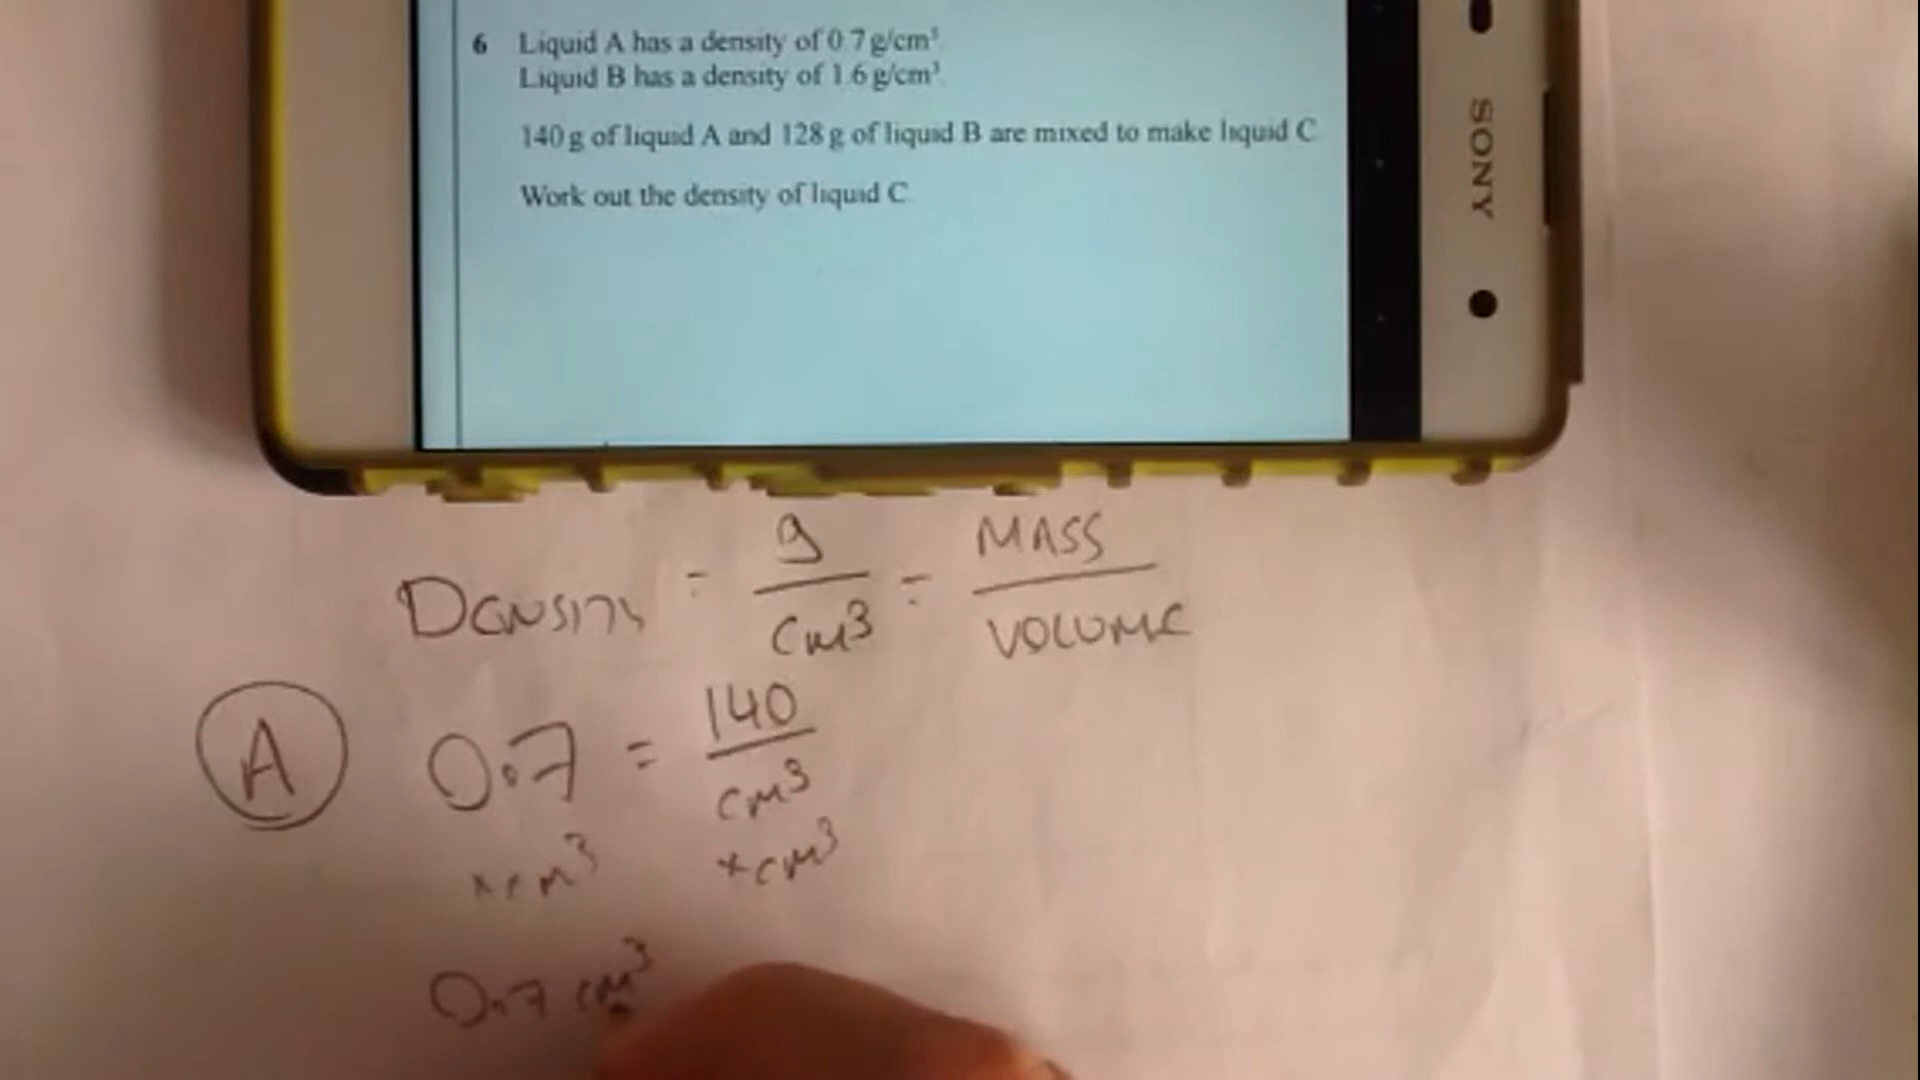 6 Liquid A has a density of 0.7 g/cm³.
Liquid B has a density of 1.6 g/cm³.
140 g of liquid A and 128 g of liquid B are mixed to make liquid C.
Work out the density of liquid C.
SONY
DENSITY = g/cm³ = MASS/VOLUME
A 0.7 = 140/cm³
×cm³ ×cm³
0.7 cm³